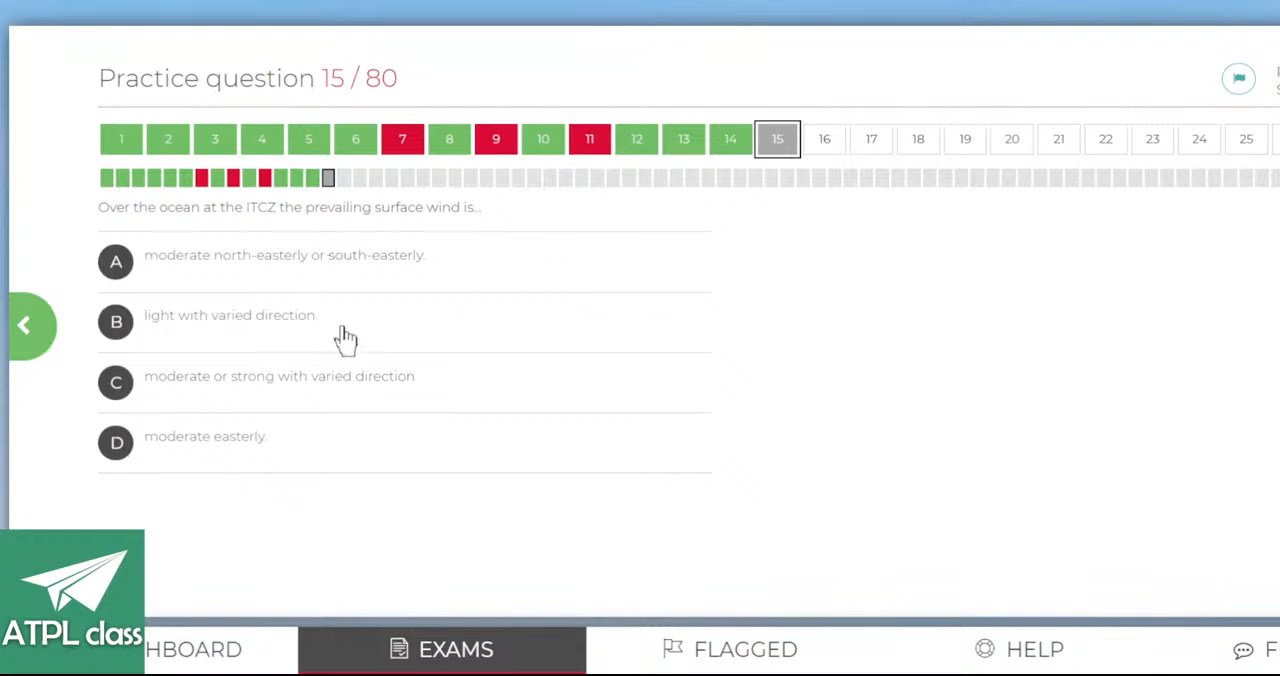 Practice question 15 / 80
1 2 3 4 5 6 7 8 9 10 11 12 13 14 15 16 17 18 19 20 21 22 23 24 25
Over the ocean at the ITCZ the prevailing surface wind is...
A moderate north-easterly or south-easterly.
B light with varied direction.
C moderate or strong with varied direction
D moderate easterly.
ATPL class
HBOARD EXAMS FLAGGED HELP F